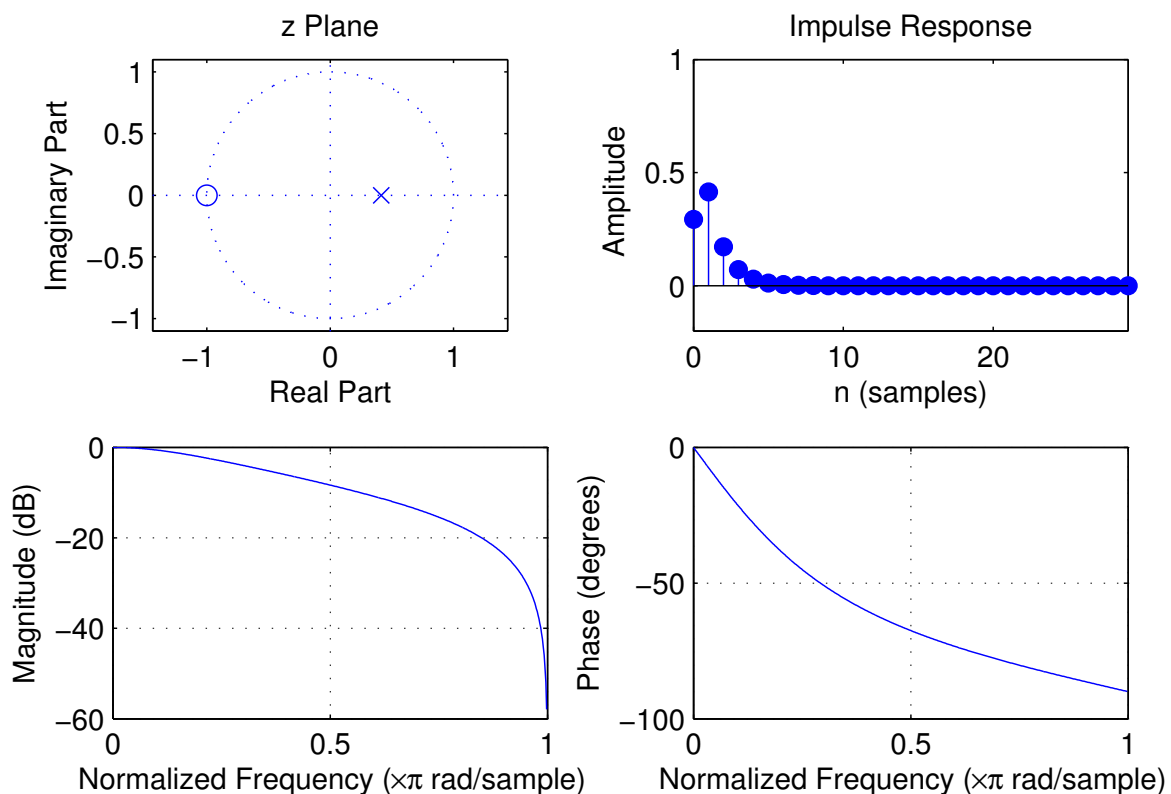 z Plane
Imaginary Part
1
0.5
0
−0.5
−1
−1 0 1
Real Part
Impulse Response
Amplitude
1
0.5
0
0 10 20
n (samples)
Magnitude (dB)
0
−20
−40
−60
0 0.5 1
Normalized Frequency (×π rad/sample)
Phase (degrees)
0
−50
−100
0 0.5 1
Normalized Frequency (×π rad/sample)